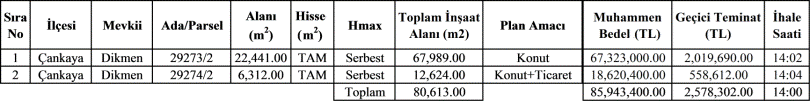 Sıra No İlçesi Mevkii Ada/Parsel Alanı (m²) Hisse (m²) Hmax Toplam İnşaat Alanı (m2) Plan Amacı Muhammen Bedel (TL) Geçici Teminat (TL) İhale Saati
1 Çankaya Dikmen 29273/2 22,441.00 TAM Serbest 67,989.00 Konut 67,323,000.00 2,019,690.00 14:02
2 Çankaya Dikmen 29274/2 6,312.00 TAM Serbest 12,624.00 Konut+Ticaret 18,620,400.00 558,612.00 14:04
Toplam 80,613.00 85,943,400.00 2,578,302.00 14:00